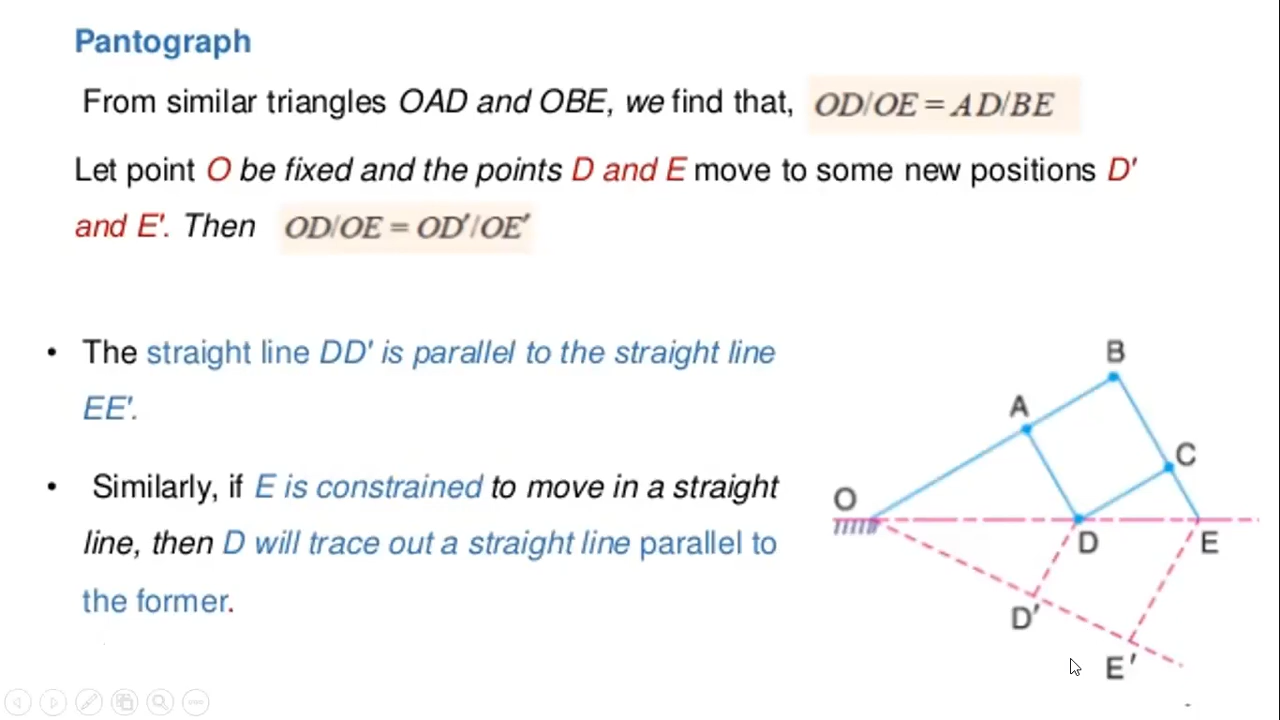 Pantograph
From similar triangles OAD and OBE, we find that, OD/OE = AD/BE
Let point O be fixed and the points D and E move to some new positions D′
and E′. Then OD/OE = OD′/OE′
• The straight line DD′ is parallel to the straight line
EE′.
• Similarly, if E is constrained to move in a straight
line, then D will trace out a straight line parallel to
the former.
B
A
C
O
D
E
D′
E′